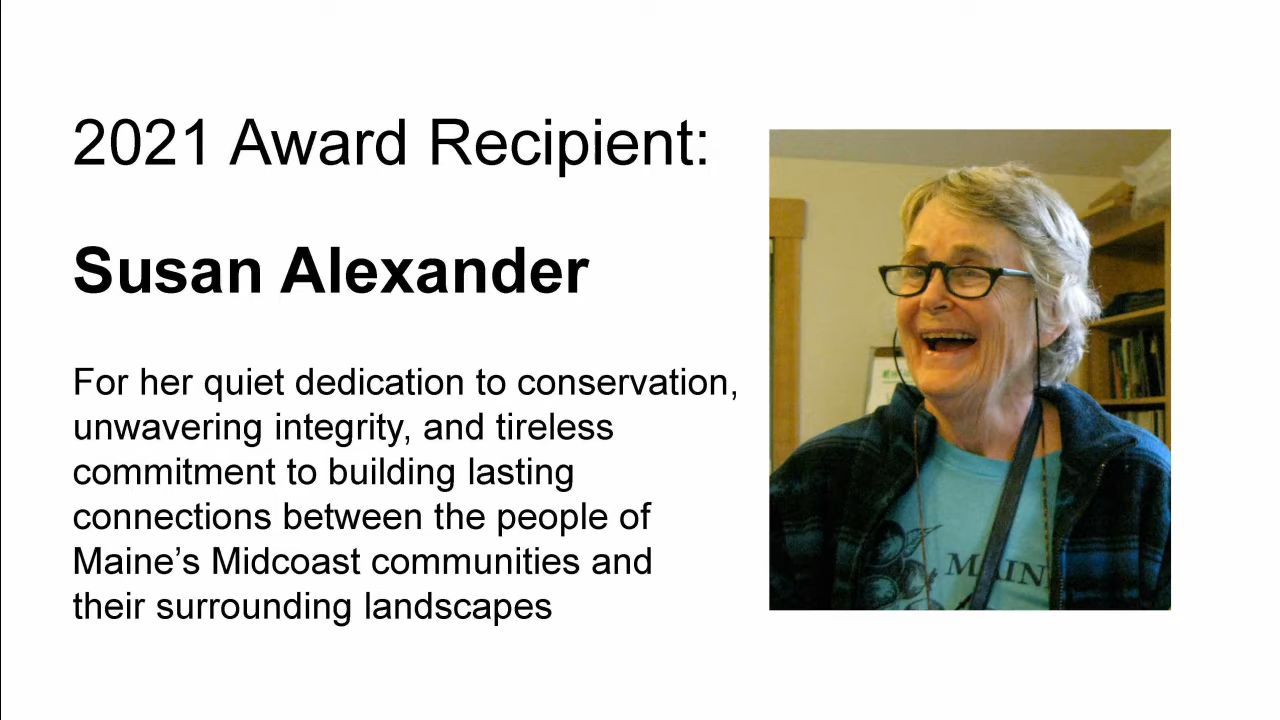 2021 Award Recipient:
Susan Alexander
For her quiet dedication to conservation,
unwavering integrity, and tireless
commitment to building lasting
connections between the people of
Maine’s Midcoast communities and
their surrounding landscapes
MAIN